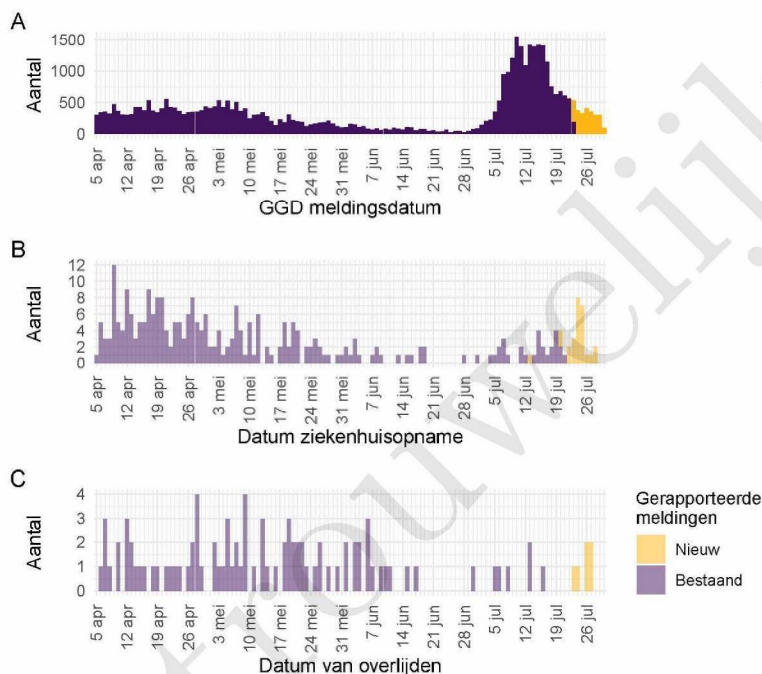 A
1500
1000
500
0
Aantal
5 apr
12 apr
19 apr
26 apr
3 mei
10 mei
17 mei
24 mei
31 mei
7 jun
14 jun
21 jun
28 jun
5 jul
12 jul
19 jul
26 jul
GGD meldingsdatum
B
12
10
8
6
4
2
0
Aantal
5 apr
12 apr
19 apr
26 apr
3 mei
10 mei
17 mei
24 mei
31 mei
7 jun
14 jun
21 jun
28 jun
5 jul
12 jul
19 jul
26 jul
Datum ziekenhuisopname
C
4
3
2
1
0
Aantal
5 apr
12 apr
19 apr
26 apr
3 mei
10 mei
17 mei
24 mei
31 mei
7 jun
14 jun
21 jun
28 jun
5 jul
12 jul
19 jul
26 jul
Datum van overlijden
Gerapporteerde
meldingen
Nieuw
Bestaand
trouwelijk